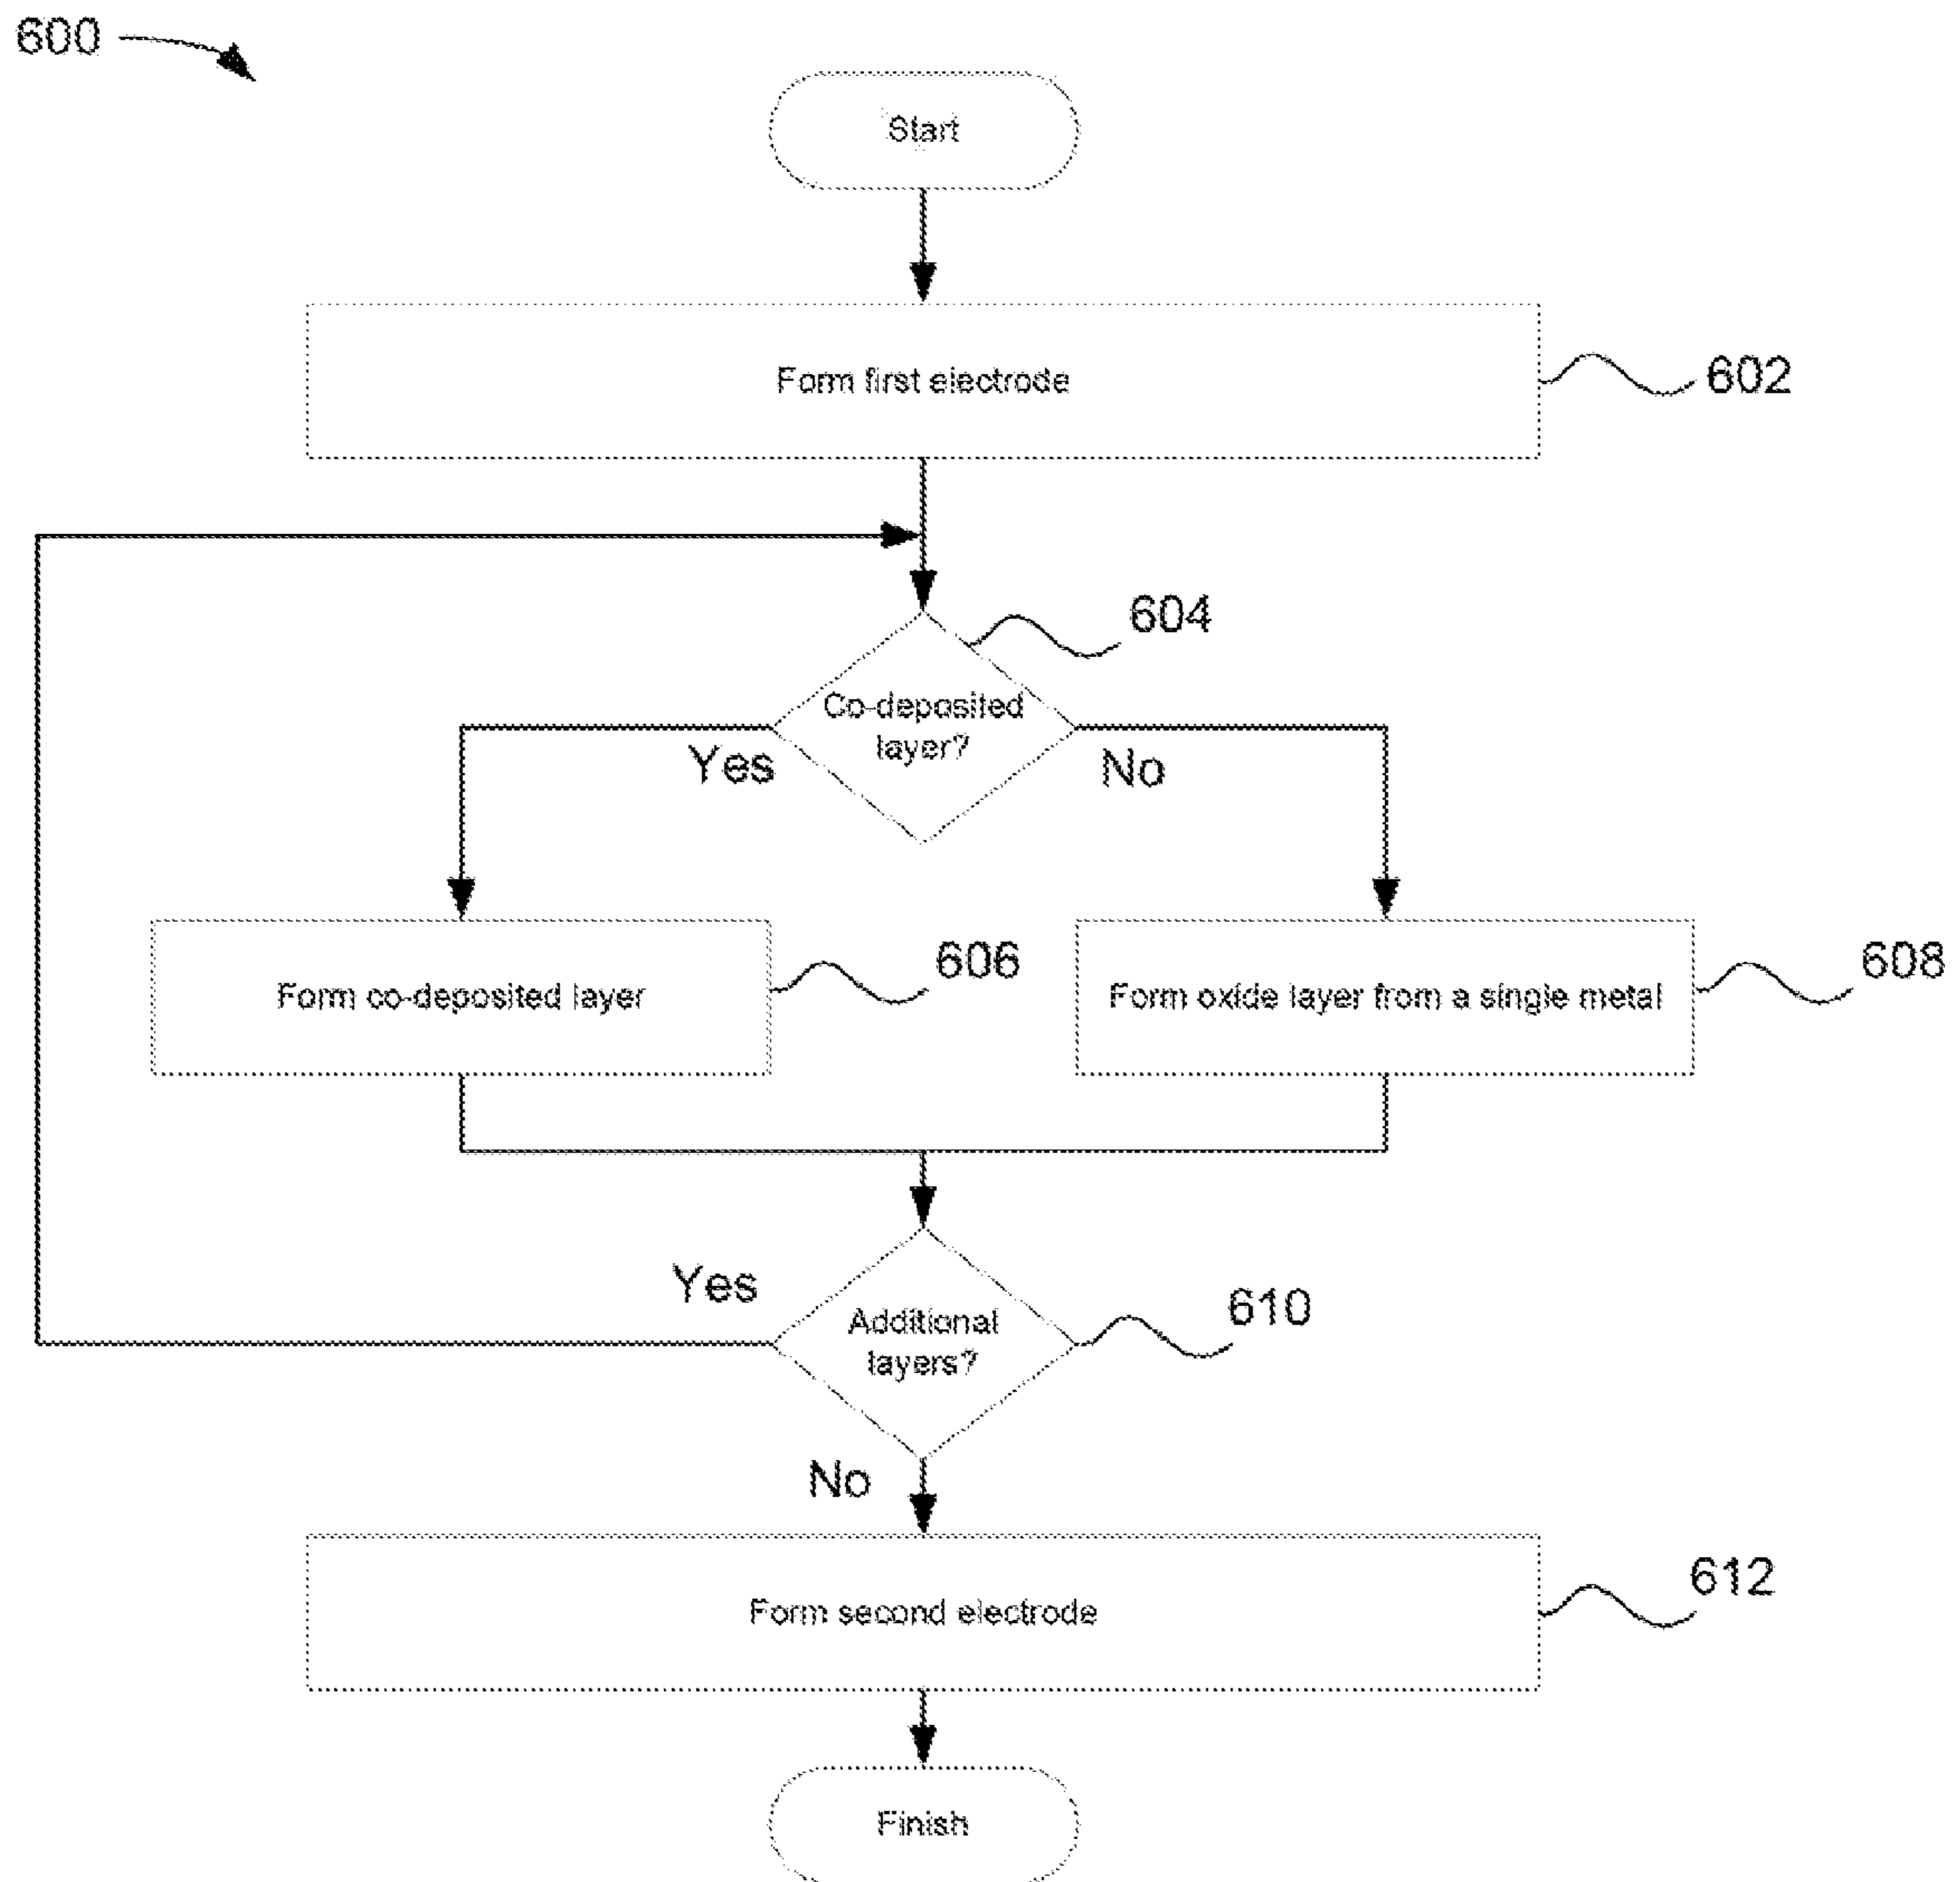 600
Start
Form first electrode
602
604
Co-deposited
layer?
Yes
No
606
608
Form co-deposited layer
Form oxide layer from a single metal
Yes
610
Additional
layers?
No
612
Form second electrode
Finish